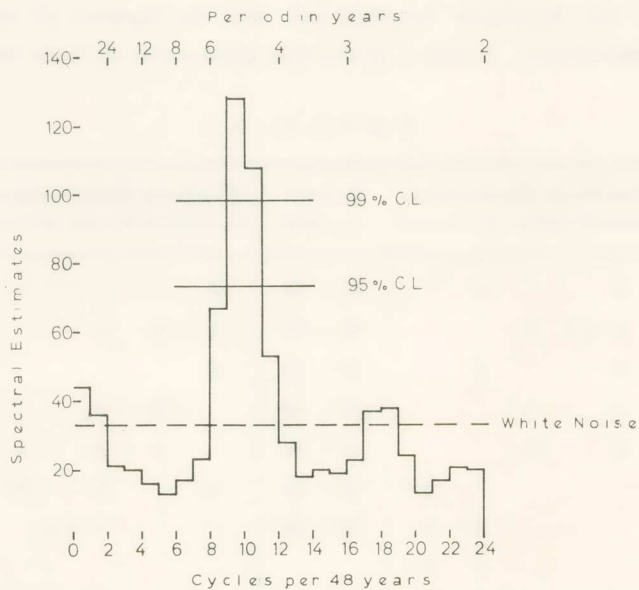 Period in years
24 12 8 6 4 3 2
140
120
100
99% C.L
80
95% C.L
60
40
White Noise
20
0 2 4 6 8 10 12 14 16 18 20 22 24
Cycles per 48 years
Spectral Estimates